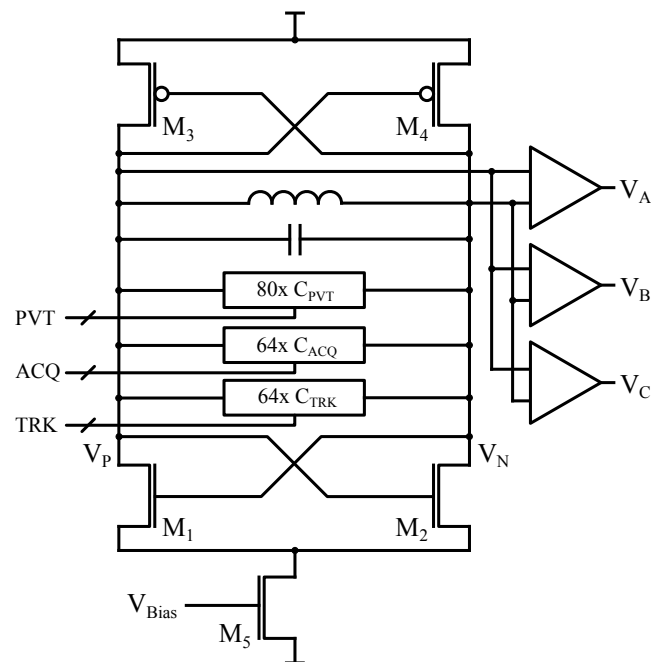 M3
M4
VA
80x CPVT
VB
PVT
64x CACQ
ACQ
VC
64x CTRK
TRK
VP
VN
M1
M2
VBias
M5